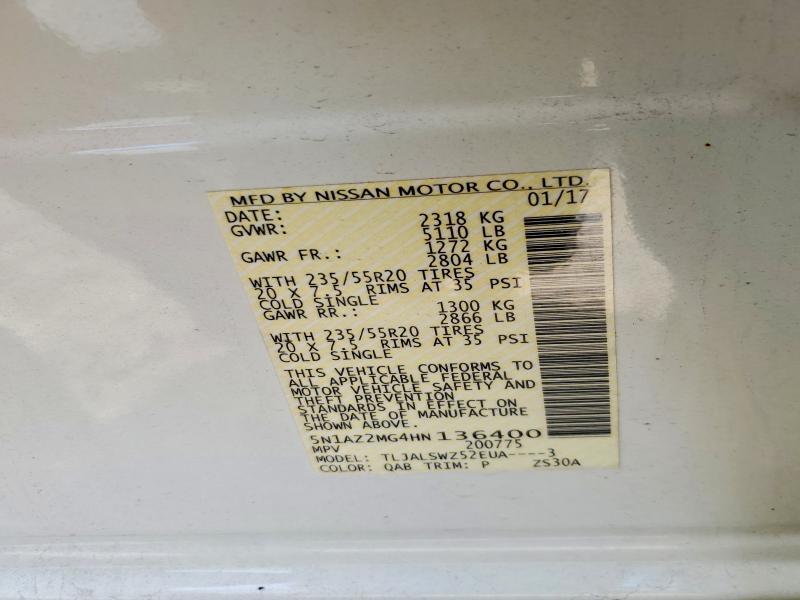 MFD BY NISSAN MOTOR CO., LTD.
DATE: 01/17
GVWR: 2318 KG
5110 LB
GAWR FR.: 1272 KG
2804 LB
WITH 235/55R20 TIRES
20 X 7.5 RIMS AT 35 PSI
COLD SINGLE
GAWR RR.: 1300 KG
2866 LB
WITH 235/55R20 TIRES
20 X 7.5 RIMS AT 35 PSI
COLD SINGLE
THIS VEHICLE CONFORMS TO
ALL APPLICABLE FEDERAL
MOTOR VEHICLE SAFETY AND
THEFT PREVENTION
STANDARDS IN EFFECT ON
THE DATE OF MANUFACTURE
SHOWN ABOVE.
5N1AZ2MG4HN136400
MPV 200775
MODEL: TLJALSWZ52EUA----3
COLOR: QAB TRIM: P ZS30A